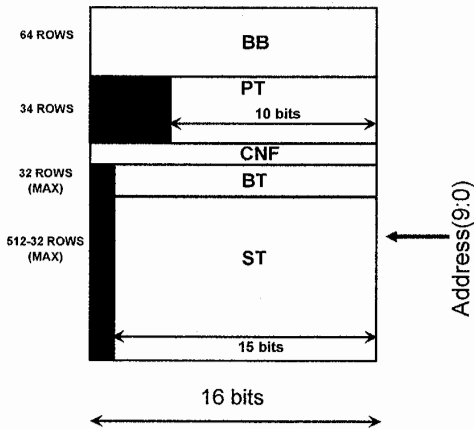 64 ROWS
BB
PT
34 ROWS
10 bits
CNF
32 ROWS
(MAX)
BT
512-32 ROWS
(MAX)
ST
Address(9:0)
15 bits
16 bits